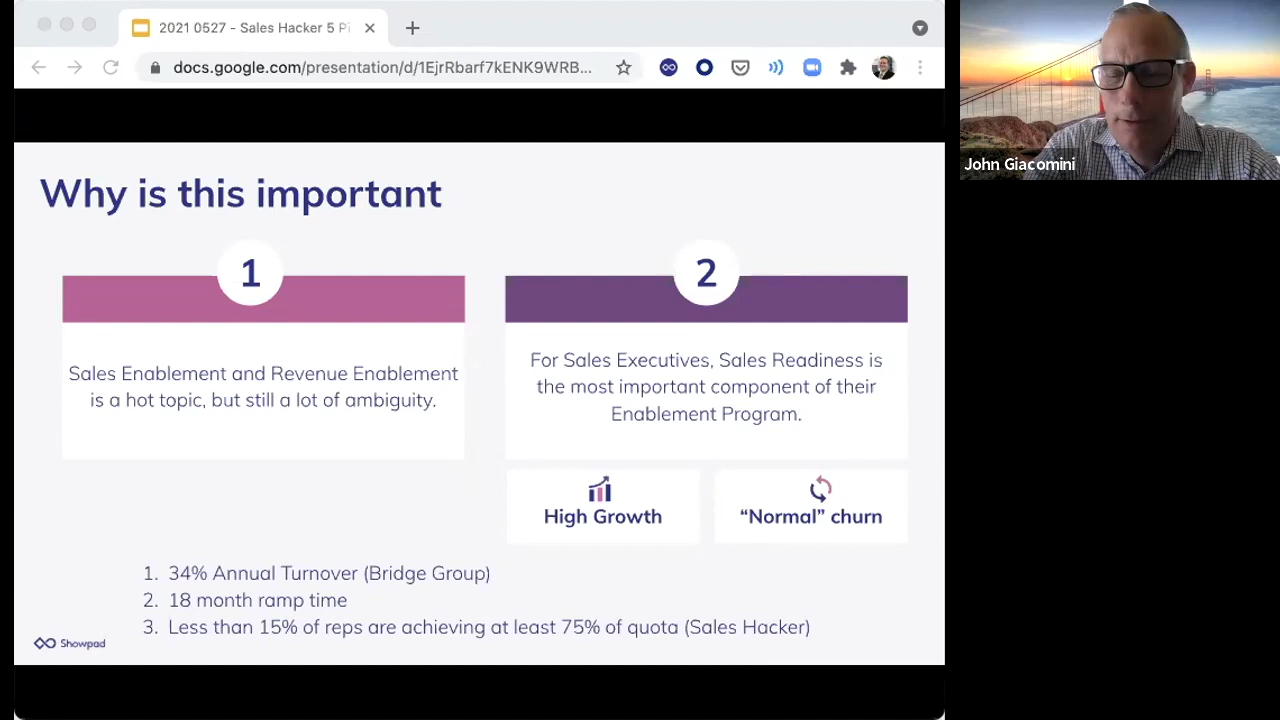 2021 0527 - Sales Hacker 5 Pi
docs.google.com/presentation/d/1EjrRbarf7kENK9WRB...
John Giacomini
Why is this important
1
Sales Enablement and Revenue Enablement
is a hot topic, but still a lot of ambiguity.
2
For Sales Executives, Sales Readiness is
the most important component of their
Enablement Program.
High Growth
“Normal” churn
1. 34% Annual Turnover (Bridge Group)
2. 18 month ramp time
3. Less than 15% of reps are achieving at least 75% of quota (Sales Hacker)
Showpad